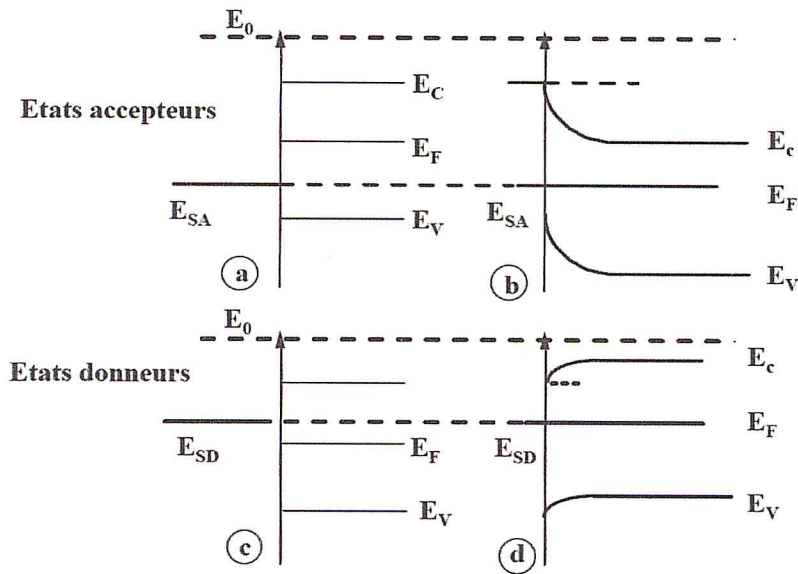 E0
EC
Etats accepteurs
EF
Ec
ESA
EV
ESA
EF
a
b
EV
E0
Ec
Etats donneurs
ESD
EF
ESD
EF
EV
EV
c
d